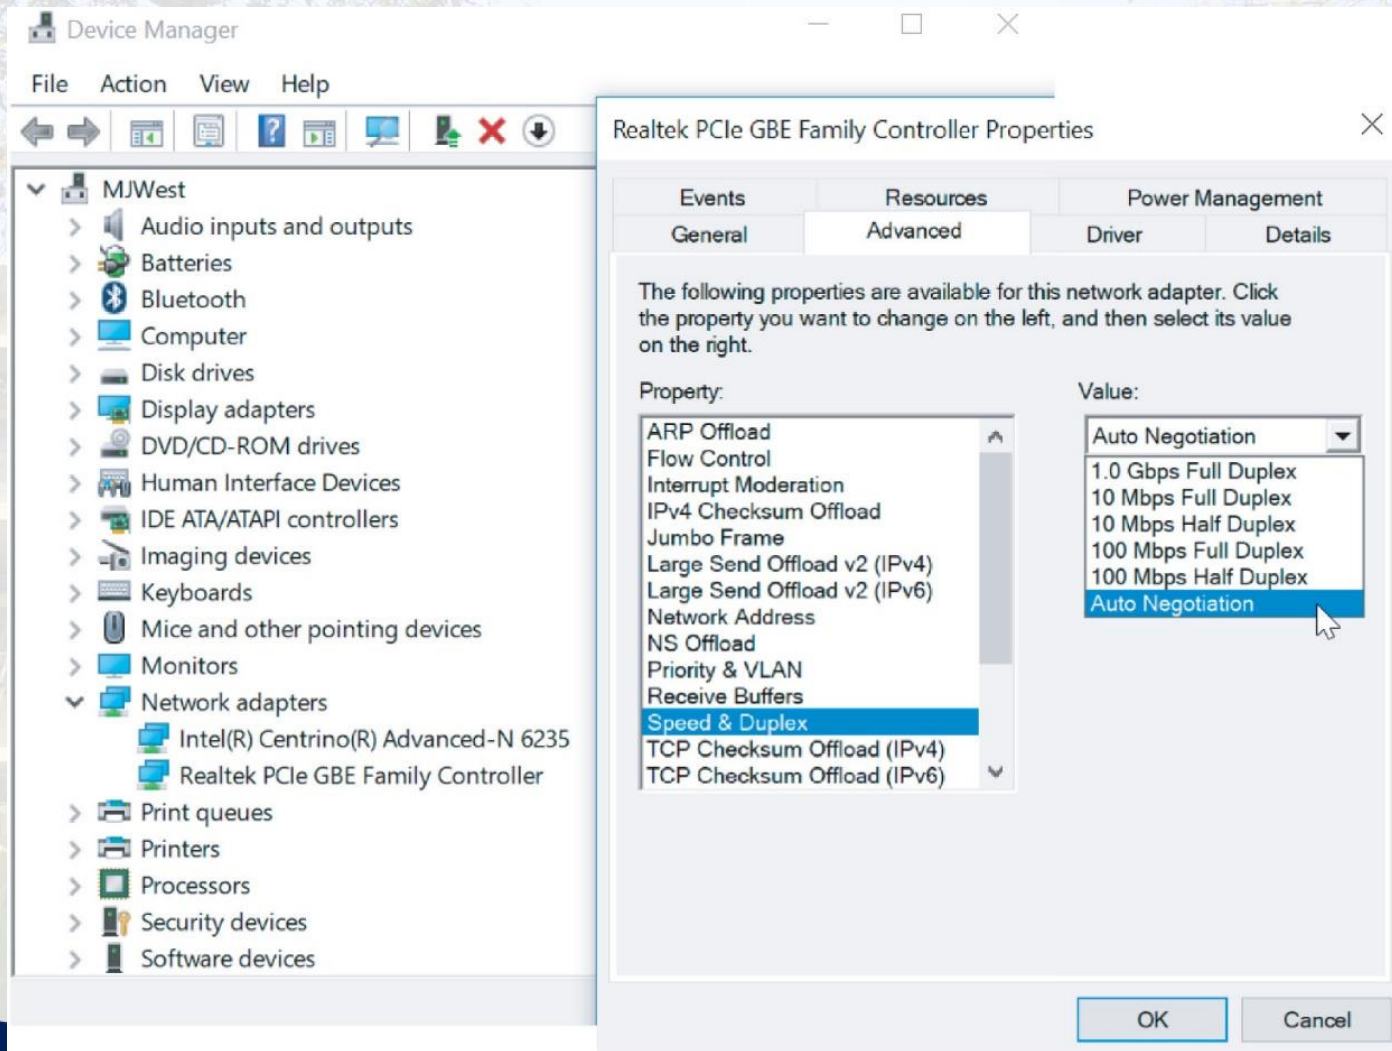 Device Manager
File Action View Help
MJWest
Audio inputs and outputs
Batteries
Bluetooth
Computer
Disk drives
Display adapters
DVD/CD-ROM drives
Human Interface Devices
IDE ATA/ATAPI controllers
Imaging devices
Keyboards
Mice and other pointing devices
Monitors
Network adapters
Intel(R) Centrino(R) Advanced-N 6235
Realtek PCIe GBE Family Controller
Print queues
Printers
Processors
Security devices
Software devices
Realtek PCIe GBE Family Controller Properties
Events Resources Power Management
General Advanced Driver Details
The following properties are available for this network adapter. Click
the property you want to change on the left, and then select its value
on the right.
Property:
ARP Offload
Flow Control
Interrupt Moderation
IPv4 Checksum Offload
Jumbo Frame
Large Send Offload v2 (IPv4)
Large Send Offload v2 (IPv6)
Network Address
NS Offload
Priority & VLAN
Receive Buffers
Speed & Duplex
TCP Checksum Offload (IPv4)
TCP Checksum Offload (IPv6)
Value:
Auto Negotiation
1.0 Gbps Full Duplex
10 Mbps Full Duplex
10 Mbps Half Duplex
100 Mbps Full Duplex
100 Mbps Half Duplex
Auto Negotiation
OK Cancel